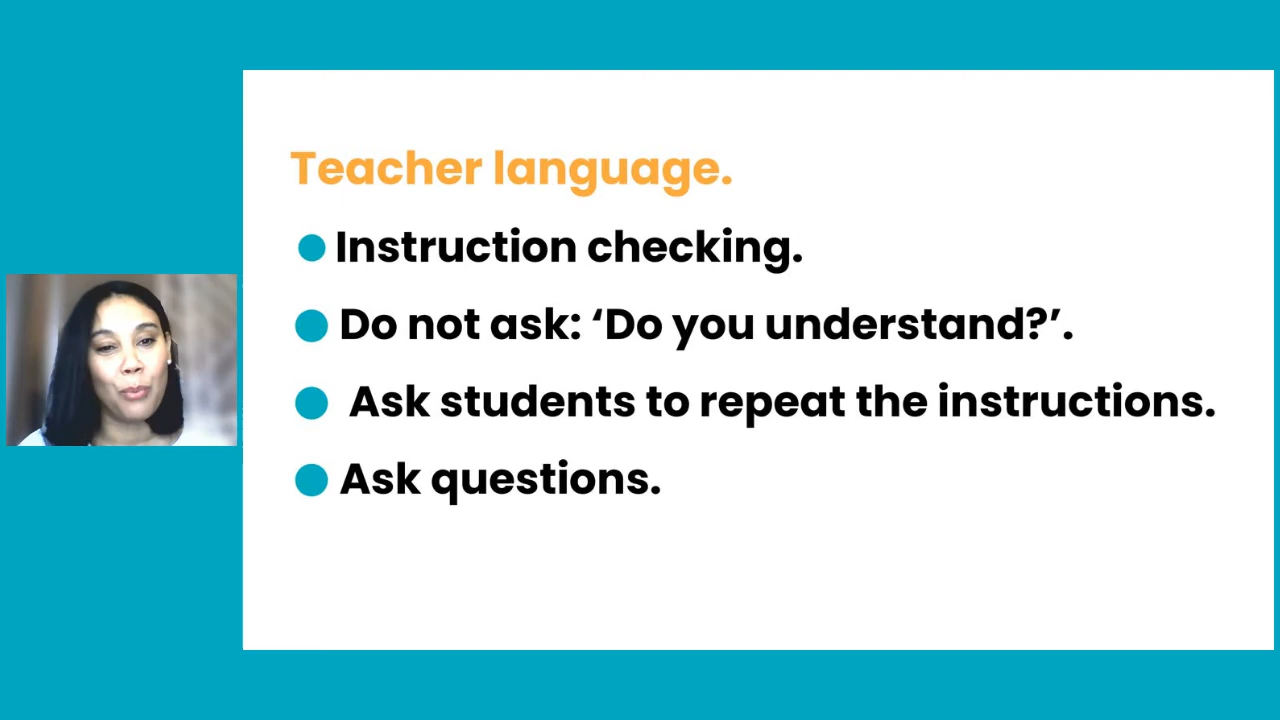 Teacher language.
Instruction checking.
Do not ask: ‘Do you understand?’.
Ask students to repeat the instructions.
Ask questions.